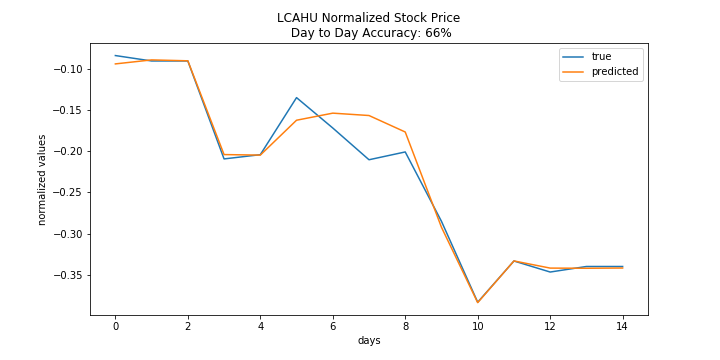 LCAHU Normalized Stock Price
Day to Day Accuracy: 66%
true
predicted
−0.10
−0.15
−0.20
−0.25
−0.30
−0.35
normalized values
0 2 4 6 8 10 12 14
days